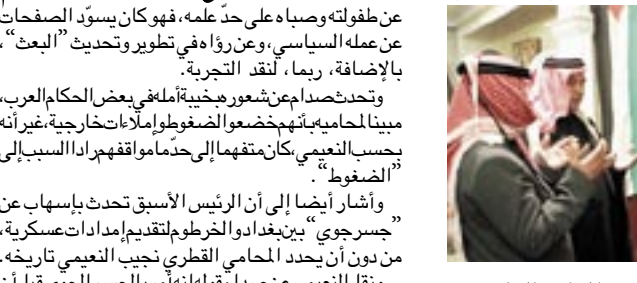 عن طفولته وصباه على حدّ علمه، فهو كان يسوّد الصفحات
عن عمله السياسي، وعن رؤاه في تطوير وتحديث "البعث"،
بالإضافة، ربما، لنقد التجربة.
وتحدث صدام عن شعوره بخيبة أمله في بعض الحكام العرب،
مبينا لمحاميه بأنهم خضعوا لضغوط وإملاءات خارجية، غير أنه
بحسب النعيمي، كان متفهما إلى حدّ ما مواقفهم رادا السبب إلى
"الضغوط".
وأشار أيضا إلى أن الرئيس الأسبق تحدث بإسهاب عن
"جسر جوي" بين بغداد والخرطوم لتقديم إمدادات عسكرية،
من دون أن يحدد المحامي القطري نجيب النعيمي تاريخه.